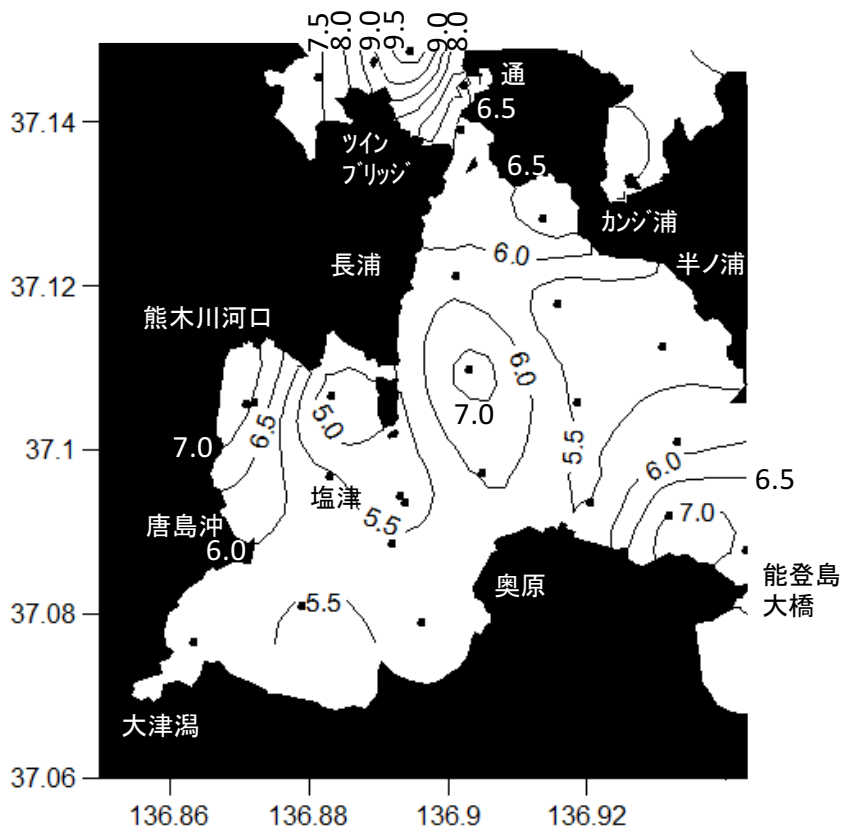 7.5
8.0
9.0
9.5
9.0
8.0
通
37.14
6.5
ツイン
ブリッジ
6.5
カンジ浦
長浦
6.0
半ノ浦
37.12
熊木川河口
6.0
5.0
7.0
6.5
7.0
37.1
5.5
6.0
6.5
塩津
5.5
7.0
唐島沖
6.0
奥原
能登島
大橋
37.08
5.5
大津潟
37.06
136.86
136.88
136.9
136.92